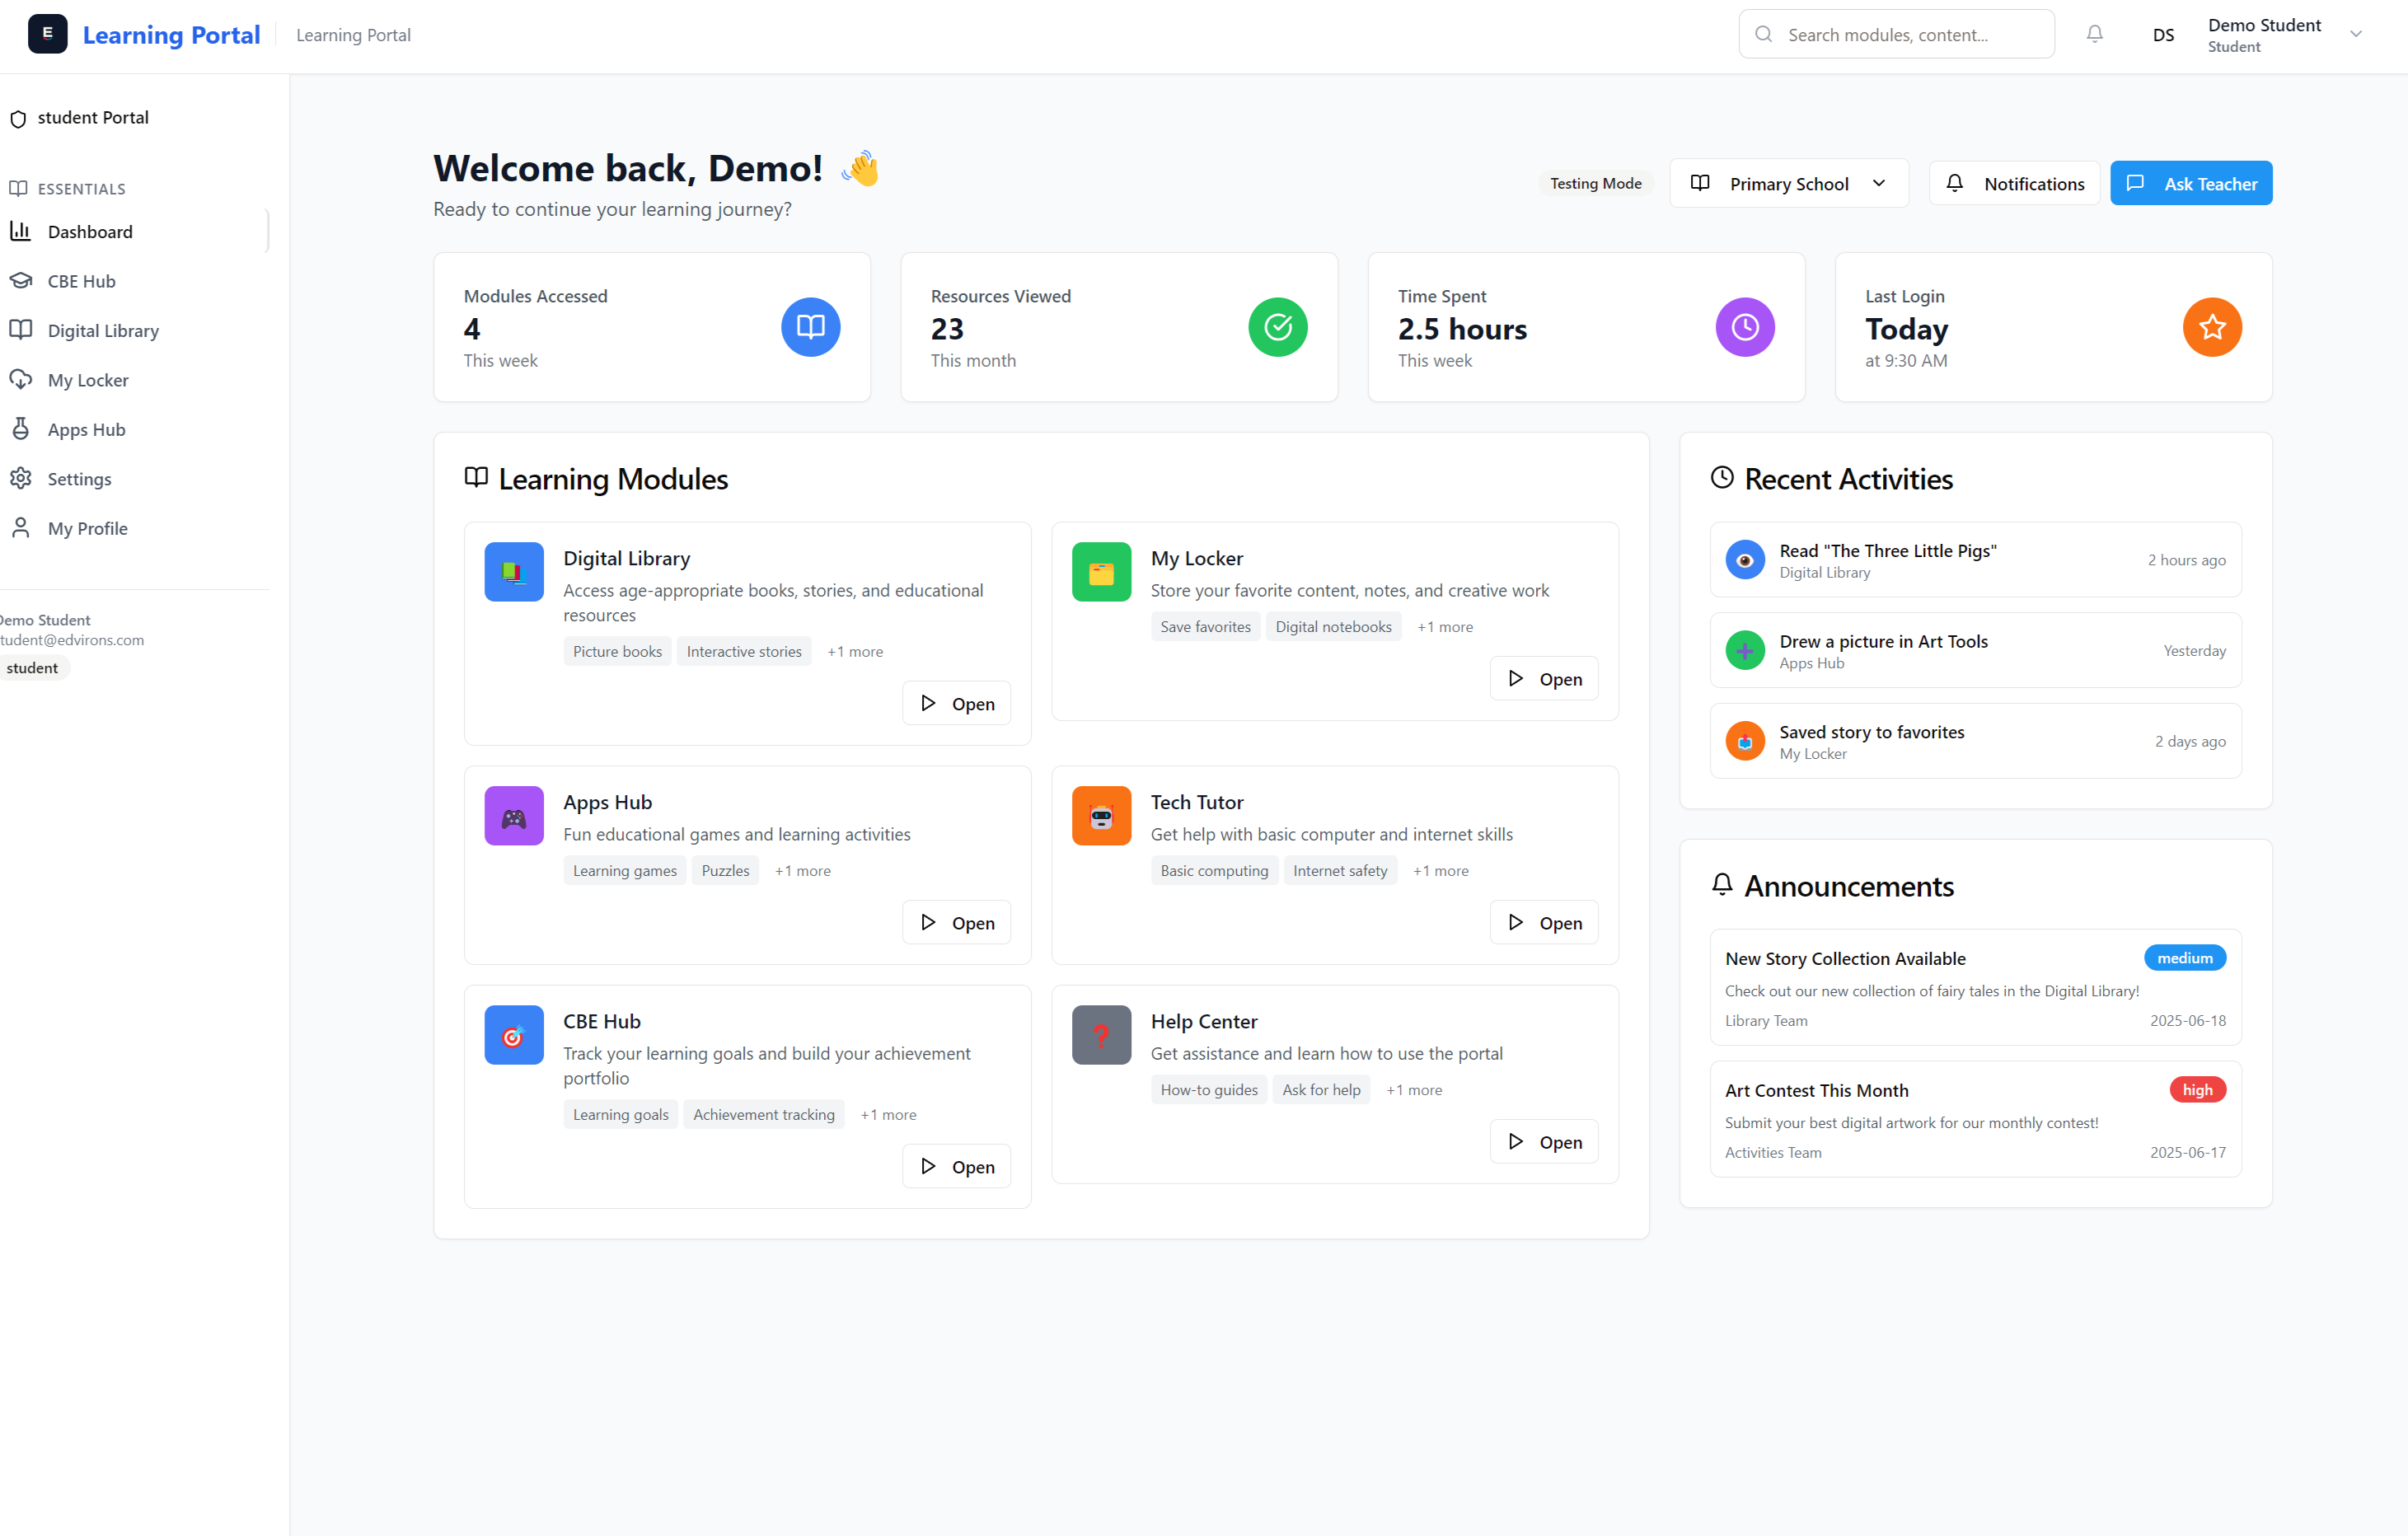 E
Learning Portal
Learning Portal
Search modules, content...
DS
Demo Student
Student
student Portal
ESSENTIALS
Dashboard
CBE Hub
Digital Library
My Locker
Apps Hub
Settings
My Profile
Demo Student
tudent@edvirons.com
student
Welcome back, Demo! 👋
Ready to continue your learning journey?
Testing Mode
Primary School
Notifications
Ask Teacher
Modules Accessed
4
This week
Resources Viewed
23
This month
Time Spent
2.5 hours
This week
Last Login
Today
at 9:30 AM
Learning Modules
Digital Library
Access age-appropriate books, stories, and educational
resources
Picture books Interactive stories +1 more
Open
My Locker
Store your favorite content, notes, and creative work
Save favorites Digital notebooks +1 more
Open
Apps Hub
Fun educational games and learning activities
Learning games Puzzles +1 more
Open
Tech Tutor
Get help with basic computer and internet skills
Basic computing Internet safety +1 more
Open
CBE Hub
Track your learning goals and build your achievement
portfolio
Learning goals Achievement tracking +1 more
Open
Help Center
Get assistance and learn how to use the portal
How-to guides Ask for help +1 more
Open
Recent Activities
Read "The Three Little Pigs"
Digital Library
2 hours ago
Drew a picture in Art Tools
Apps Hub
Yesterday
Saved story to favorites
My Locker
2 days ago
Announcements
New Story Collection Available
medium
Check out our new collection of fairy tales in the Digital Library!
Library Team
2025-06-18
Art Contest This Month
high
Submit your best digital artwork for our monthly contest!
Activities Team
2025-06-17